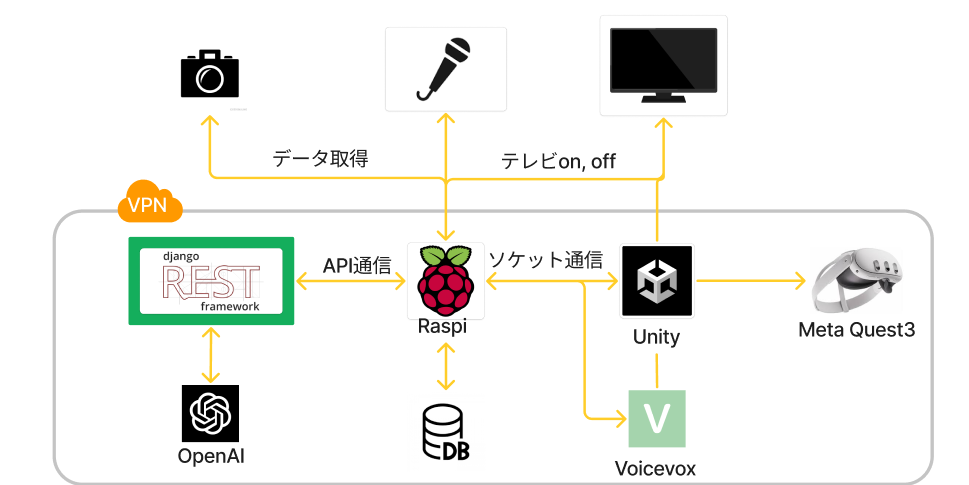 データ取得
テレビon, off
VPN
django
REST
framework
API通信
ソケット通信
Raspi
Unity
Meta Quest3
OpenAI
DB
V
Voicevox